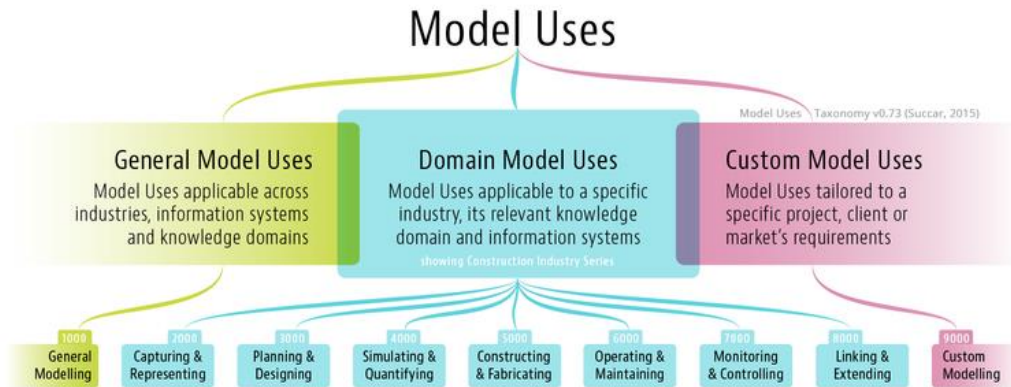 Model Uses
Model Uses Taxonomy v0.73 (Succar, 2015)
General Model Uses
Model Uses applicable across
industries, information systems
and knowledge domains
Domain Model Uses
Model Uses applicable to a specific
industry, its relevant knowledge
domain and information systems
showing Construction Industry Series
Custom Model Uses
Model Uses tailored to a
specific project, client or
market's requirements
1000
General
Modelling
2000
Capturing &
Representing
3000
Planning &
Designing
4000
Simulating &
Quantifying
5000
Constructing
& Fabricating
6000
Operating &
Maintaining
7000
Monitoring
& Controlling
8000
Linking &
Extending
9000
Custom
Modelling